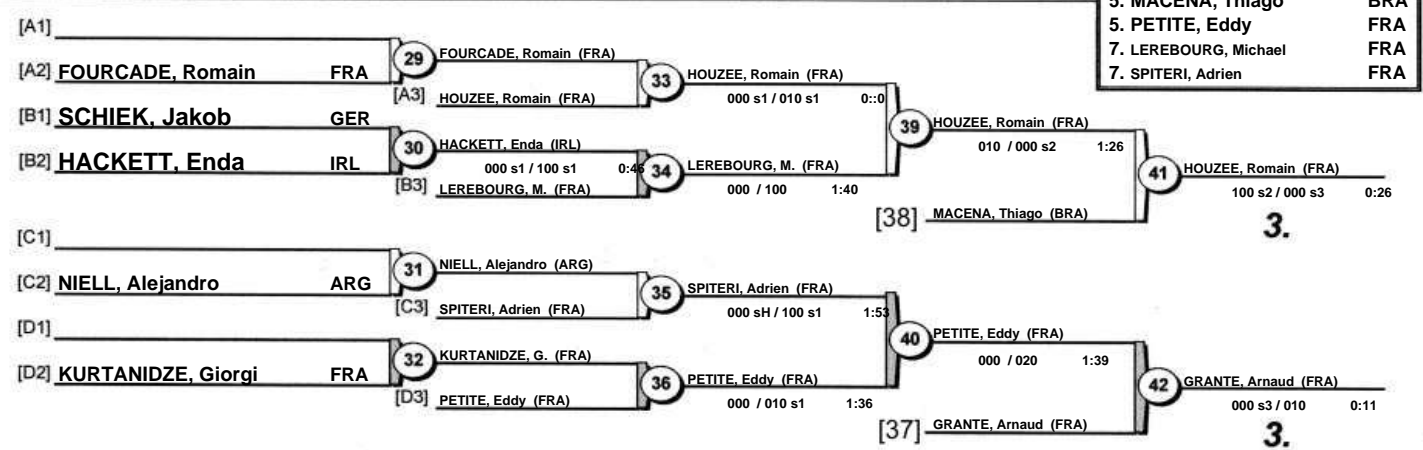 5. MACENA, Thiago BRA
5. PETITE, Eddy FRA
7. LEREBOURG, Michael FRA
7. SPITERI, Adrien FRA
[A1]
[A2] FOURCADE, Romain FRA
29
FOURCADE, Romain (FRA)
[A3] HOUZEE, Romain (FRA)
33
HOUZEE, Romain (FRA)
000 s1 / 010 s1 0::0
[B1] SCHIEK, Jakob GER
[B2] HACKETT, Enda IRL
30
HACKETT, Enda (IRL)
000 s1 / 100 s1 0:46
[B3] LEREBOURG, M. (FRA)
34
LEREBOURG, M. (FRA)
000 / 100 1:40
39
HOUZEE, Romain (FRA)
010 / 000 s2 1:26
[38] MACENA, Thiago (BRA)
41
HOUZEE, Romain (FRA)
100 s2 / 000 s3 0:26
3.
[C1]
[C2] NIELL, Alejandro ARG
31
NIELL, Alejandro (ARG)
[C3] SPITERI, Adrien (FRA)
35
SPITERI, Adrien (FRA)
000 sH / 100 s1 1:53
[D1]
[D2] KURTANIDZE, Giorgi FRA
32
KURTANIDZE, G. (FRA)
[D3] PETITE, Eddy (FRA)
36
PETITE, Eddy (FRA)
000 / 010 s1 1:36
40
PETITE, Eddy (FRA)
000 / 020 1:39
[37] GRANTE, Arnaud (FRA)
42
GRANTE, Arnaud (FRA)
000 s3 / 010 0:11
3.